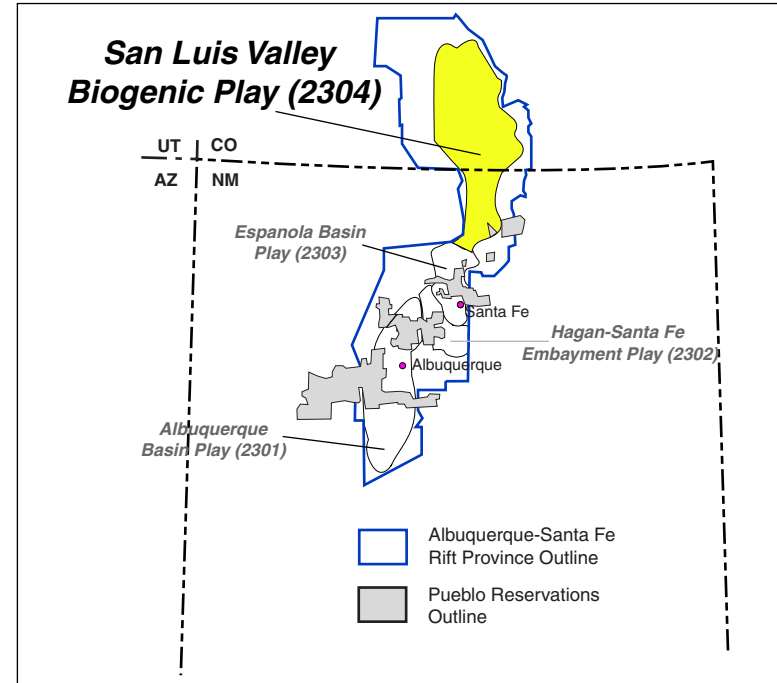 San Luis Valley
Biogenic Play (2304)
UT CO
AZ NM
Espanola Basin
Play (2303)
Santa Fe
Hagan-Santa Fe
Embayment Play (2302)
Albuquerque
Albuquerque
Basin Play (2301)
Albuquerque-Santa Fe
Rift Province Outline
Pueblo Reservations
Outline